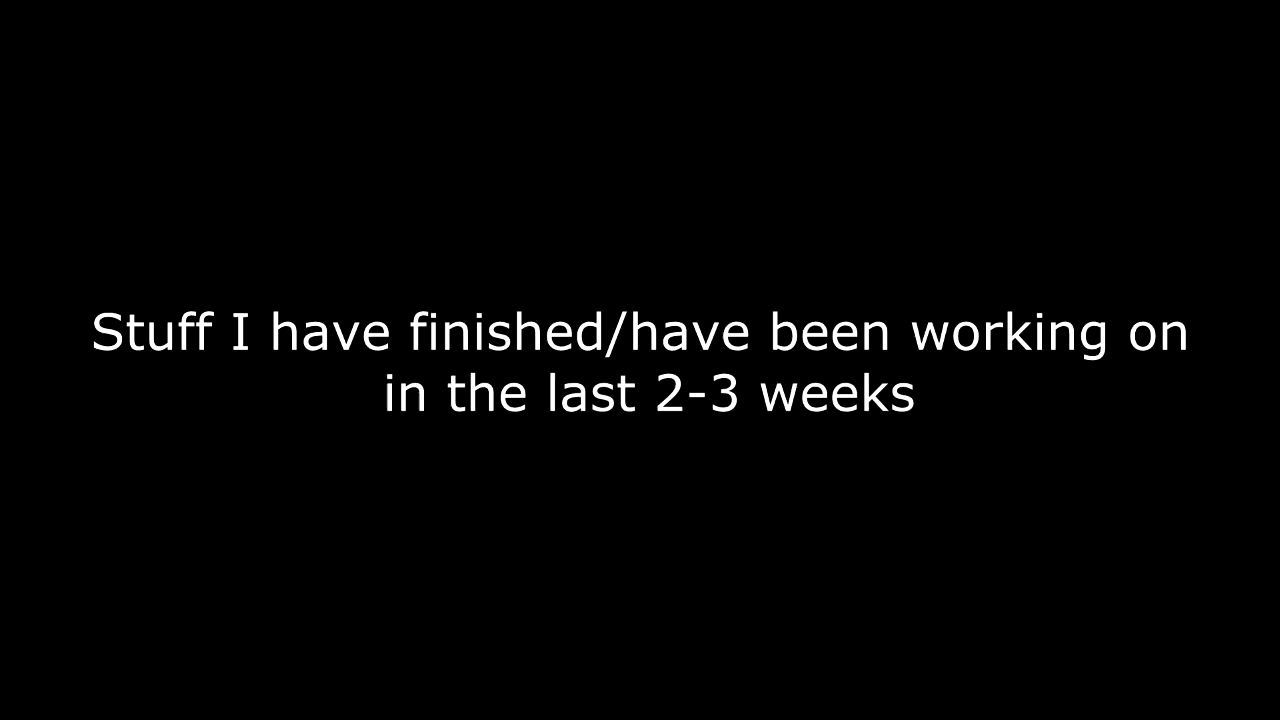 Stuff I have finished/have been working on
in the last 2-3 weeks